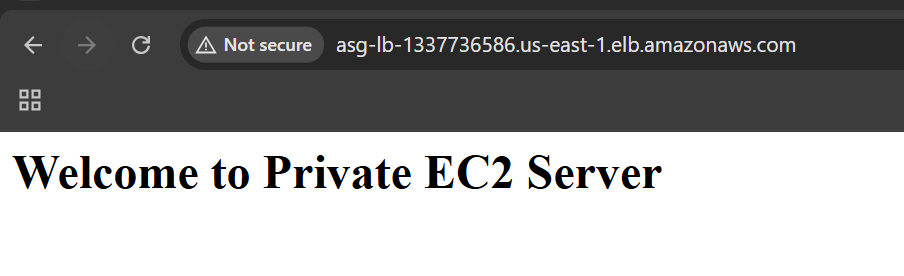 Not secure asg-lb-1337736586.us-east-1.elb.amazonaws.com
Welcome to Private EC2 Server